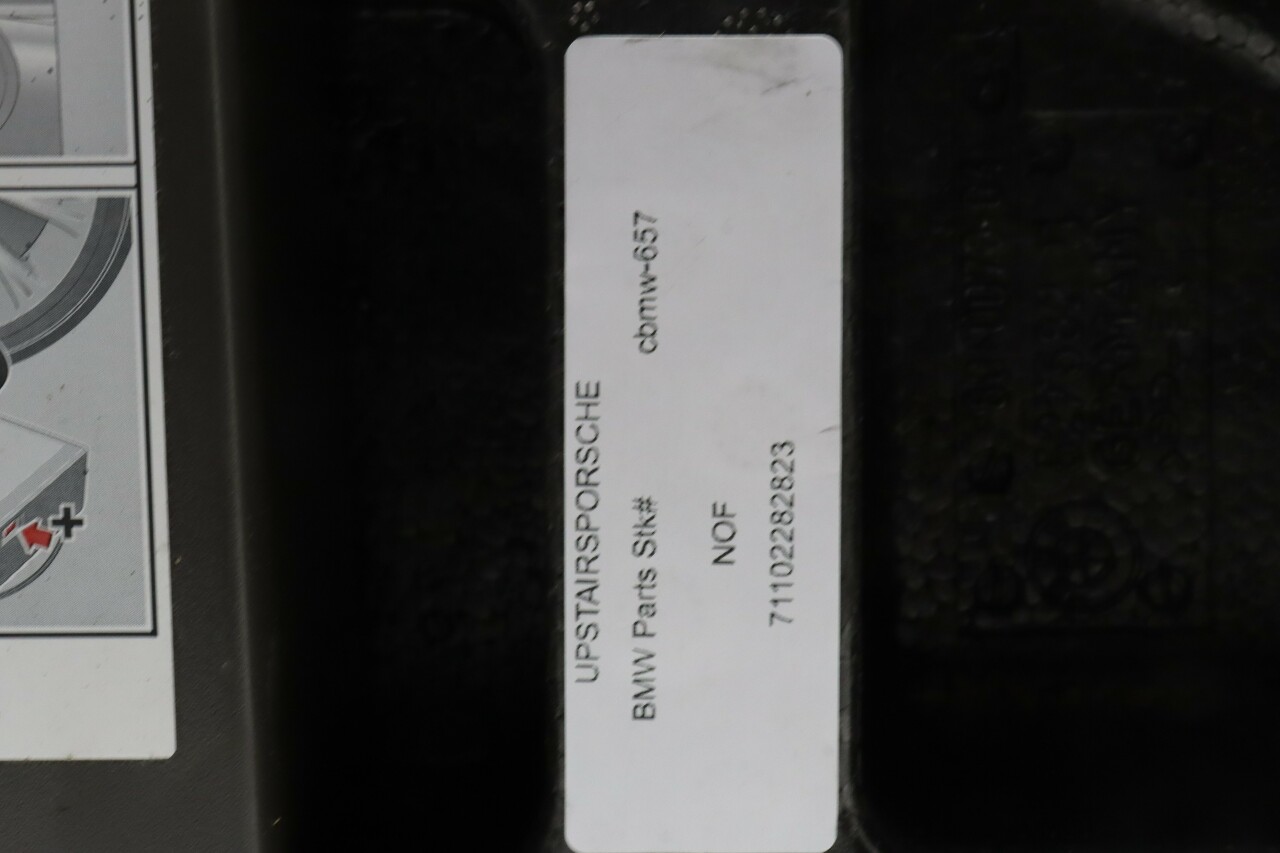 UPSTAIRSPORSCHE
BMW Parts Stk# cbmw-657
NOF
71102282823